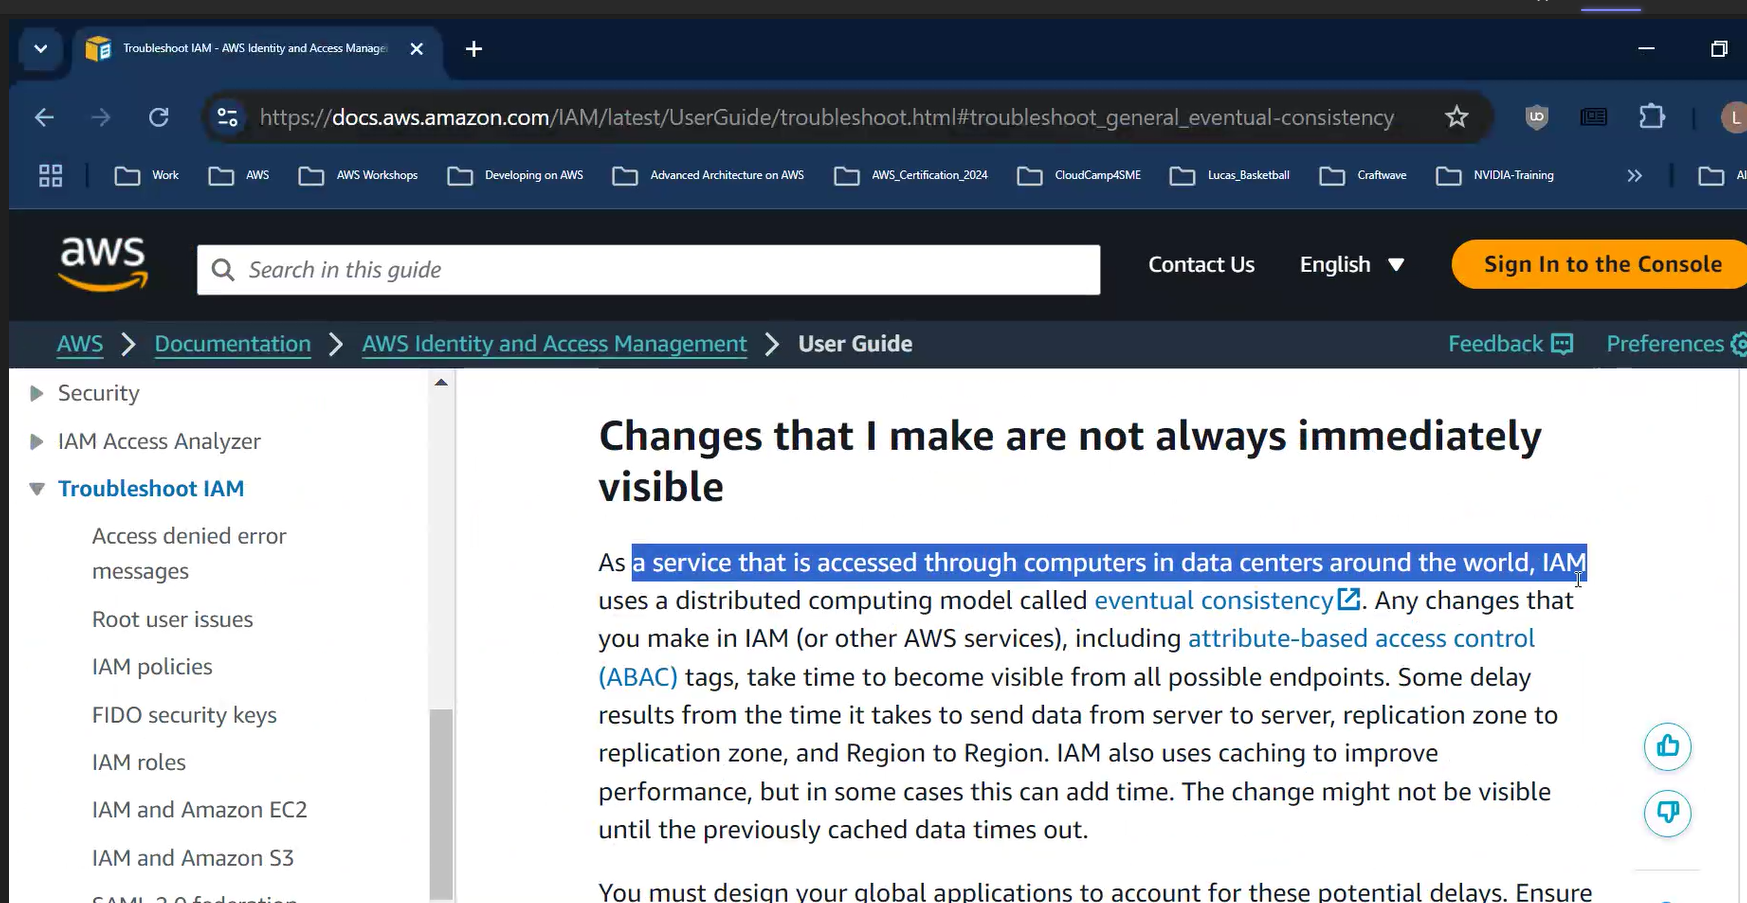 Troubleshoot IAM - AWS Identity and Access Manage
https://docs.aws.amazon.com/IAM/latest/UserGuide/troubleshoot.html#troubleshoot_general_eventual-consistency
L
Work
AWS
AWS Workshops
Developing on AWS
Advanced Architecture on AWS
AWS_Certification_2024
CloudCamp4SME
Lucas_Basketball
Craftwave
NVIDIA-Training
aws
Search in this guide
Contact Us
English
Sign In to the Console
AWS
Documentation
AWS Identity and Access Management
User Guide
Feedback
Preferences
Security
IAM Access Analyzer
Troubleshoot IAM
Access denied error
messages
Root user issues
IAM policies
FIDO security keys
IAM roles
IAM and Amazon EC2
IAM and Amazon S3
SAML 2.0 federation
Changes that I make are not always immediately
visible
As a service that is accessed through computers in data centers around the world, IAM
uses a distributed computing model called eventual consistency. Any changes that
you make in IAM (or other AWS services), including attribute-based access control
(ABAC) tags, take time to become visible from all possible endpoints. Some delay
results from the time it takes to send data from server to server, replication zone to
replication zone, and Region to Region. IAM also uses caching to improve
performance, but in some cases this can add time. The change might not be visible
until the previously cached data times out.
You must design your global applications to account for these potential delays. Ensure